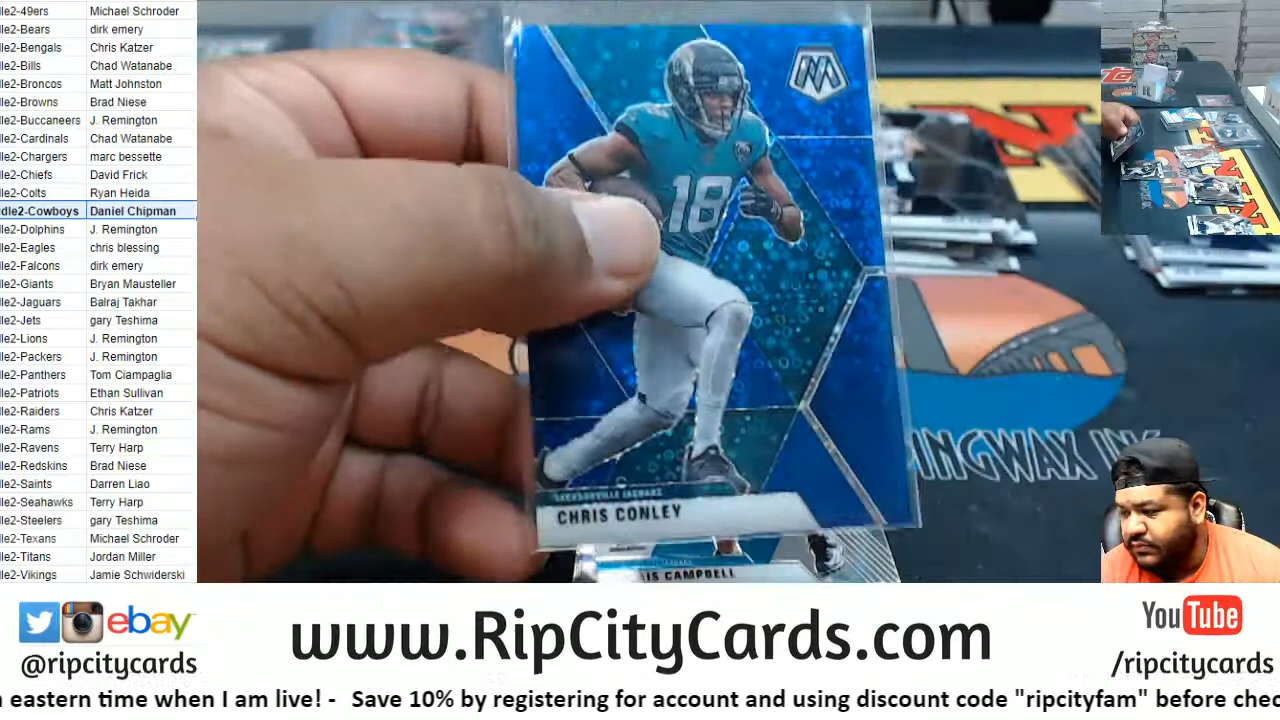 dle2-49ers Michael Schroder
dle2-Bears dirk emery
dle2-Bengals Chris Katzer
dle2-Bills Chad Watanabe
dle2-Broncos Matt Johnston
dle2-Browns Brad Niese
dle2-Buccaneers J. Remington
dle2-Cardinals Chad Watanabe
dle2-Chargers marc bessette
dle2-Chiefs David Frick
dle2-Colts Ryan Heida
dle2-Cowboys Daniel Chipman
dle2-Dolphins J. Remington
dle2-Eagles chris blessing
dle2-Falcons dirk emery
dle2-Giants Bryan Mausteller
dle2-Jaguars Balraj Takhar
dle2-Jets gary Teshima
dle2-Lions J. Remington
dle2-Packers J. Remington
dle2-Panthers Tom Ciampaglia
dle2-Patriots Ethan Sullivan
dle2-Raiders Chris Katzer
dle2-Rams J. Remington
dle2-Ravens Terry Harp
dle2-Redskins Brad Niese
dle2-Saints Darren Liao
dle2-Seahawks Terry Harp
dle2-Steelers gary Teshima
dle2-Texans Michael Schroder
dle2-Titans Jordan Miller
dle2-Vikings Jamie Schwiderski
18
JACKSONVILLE JAGUARS
CHRIS CONLEY
IS CAMPBELL
INGWAX INK
ebay
@ripcitycards
www.RipCityCards.com
YouTube
/ripcitycards
eastern time when I am live! - Save 10% by registering for account and using discount code "ripcityfam" before chec